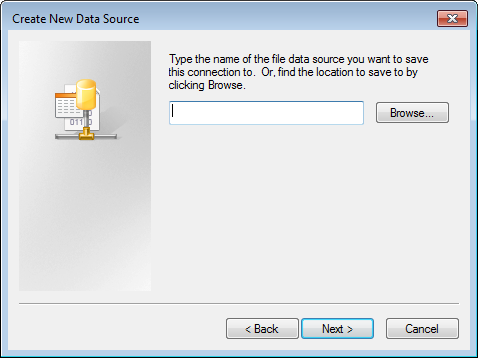 Create New Data Source
Type the name of the file data source you want to save
this connection to.  Or, find the location to save to by
clicking Browse.
Browse...
01110
< Back
Next >
Cancel